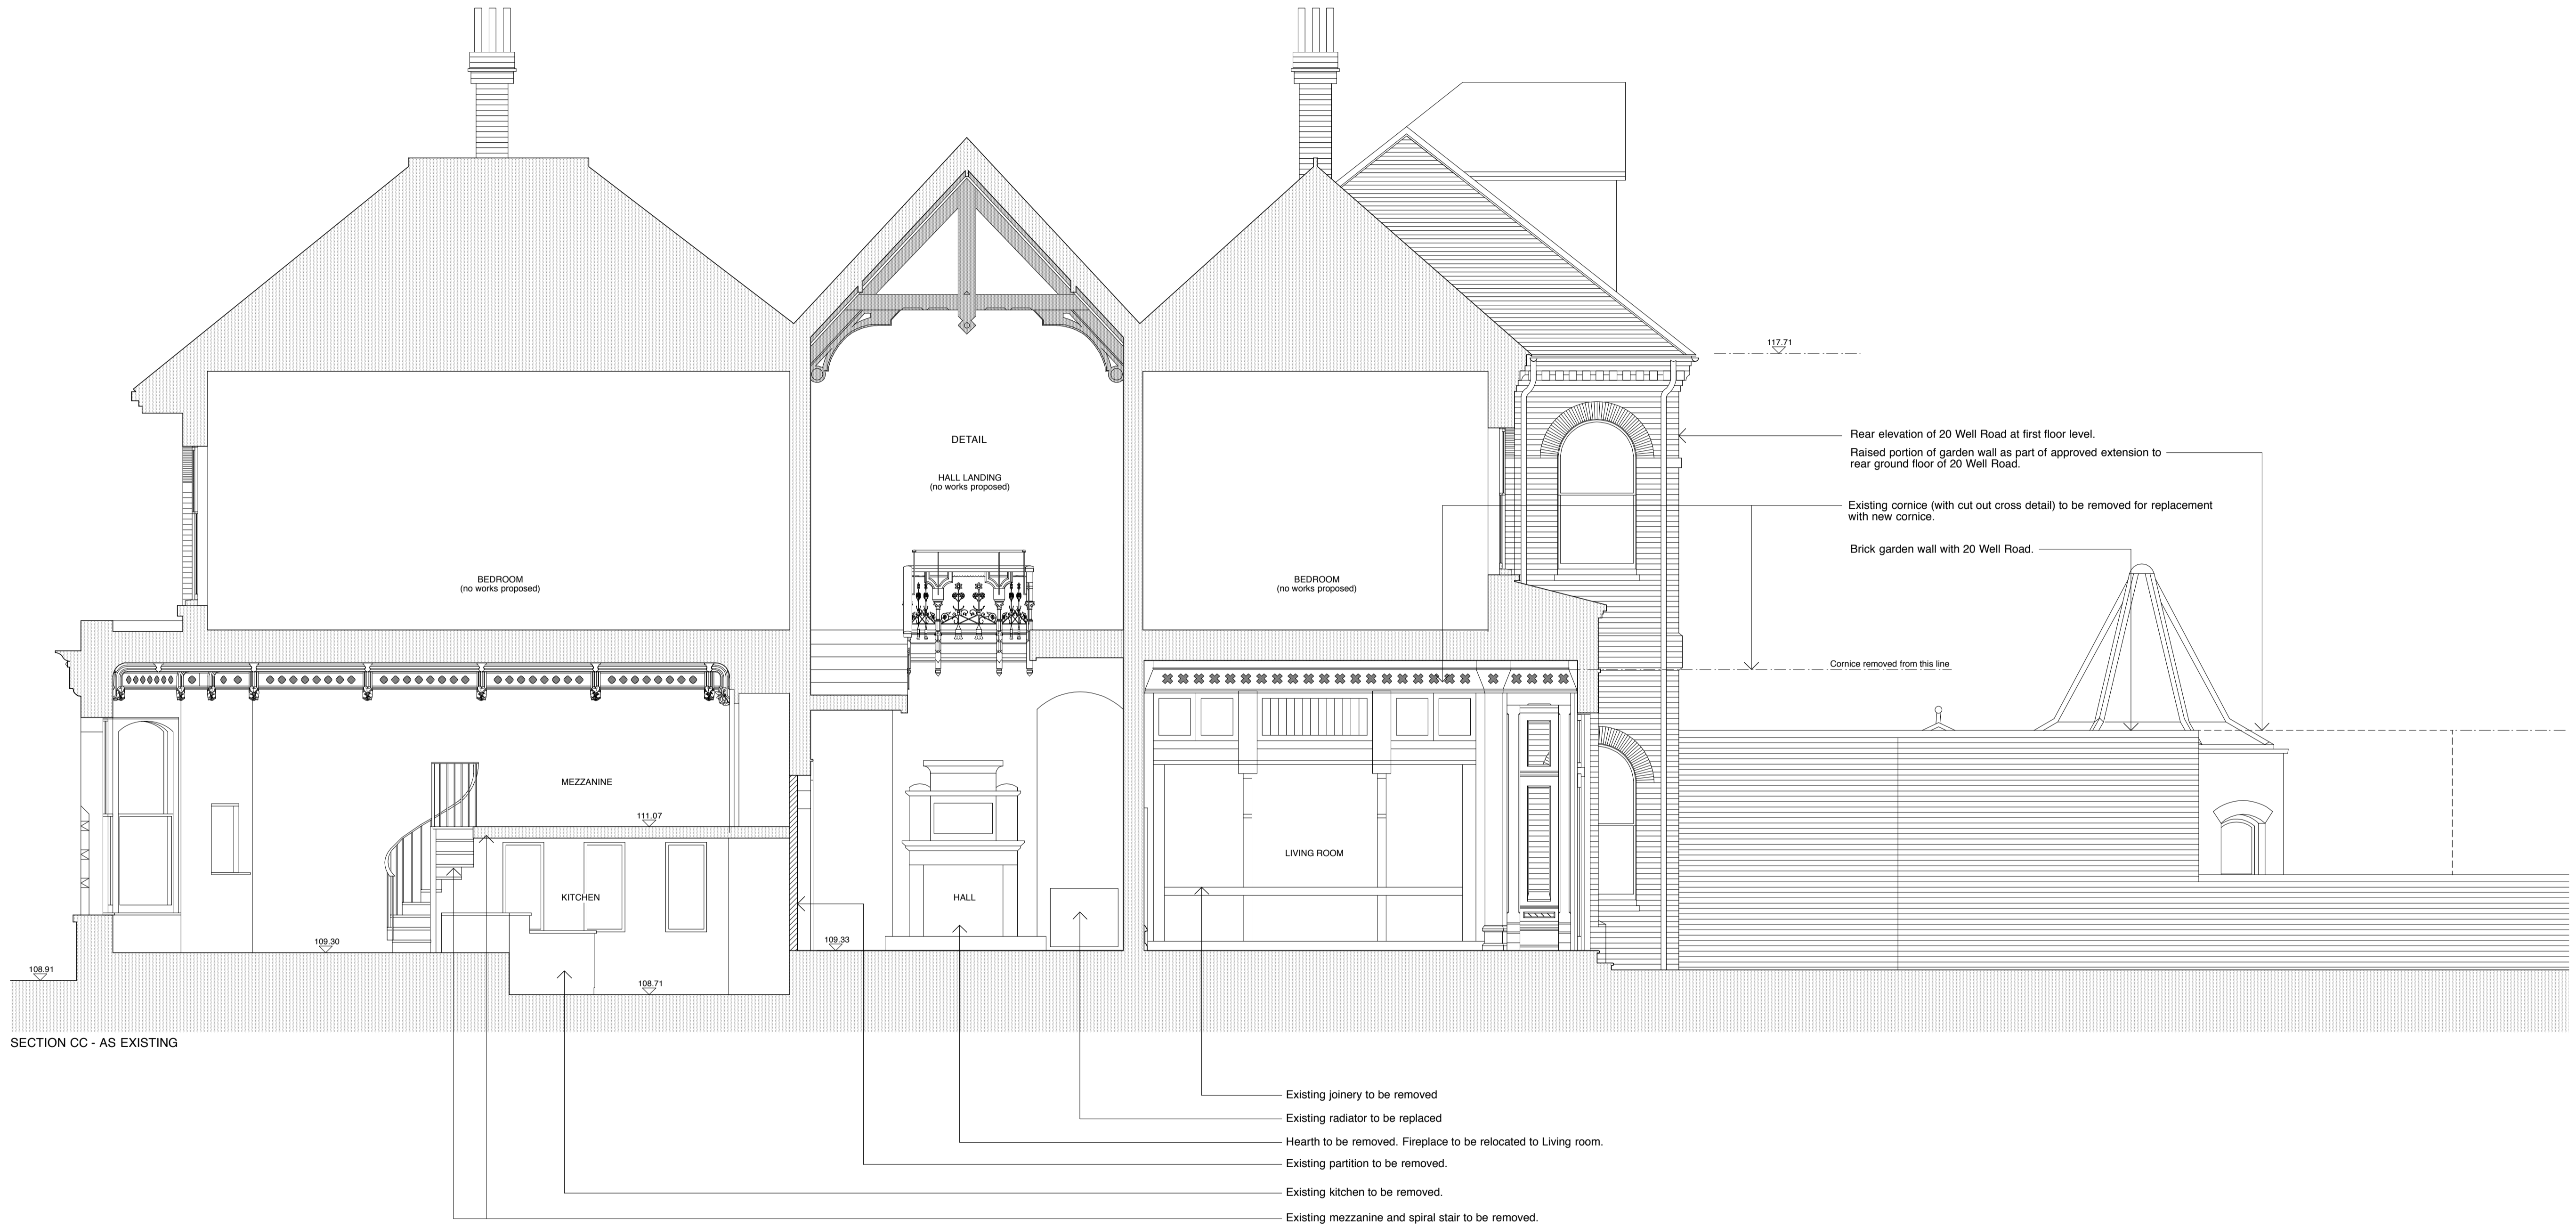 117.71
Rear elevation of 20 Well Road at first floor level.
Raised portion of garden wall as part of approved extension to
rear ground floor of 20 Well Road.
DETAIL
HALL LANDING
(no works proposed)
Existing cornice (with cut out cross detail) to be removed for replacement
with new cornice.
Brick garden wall with 20 Well Road.
BEDROOM
(no works proposed)
BEDROOM
(no works proposed)
Cornice removed from this line
MEZZANINE
111.07
LIVING ROOM
KITCHEN
HALL
109.30
109.33
108.91
108.71
SECTION CC - AS EXISTING
Existing joinery to be removed
Existing radiator to be replaced
Hearth to be removed. Fireplace to be relocated to Living room.
Existing partition to be removed.
Existing kitchen to be removed.
Existing mezzanine and spiral stair to be removed.